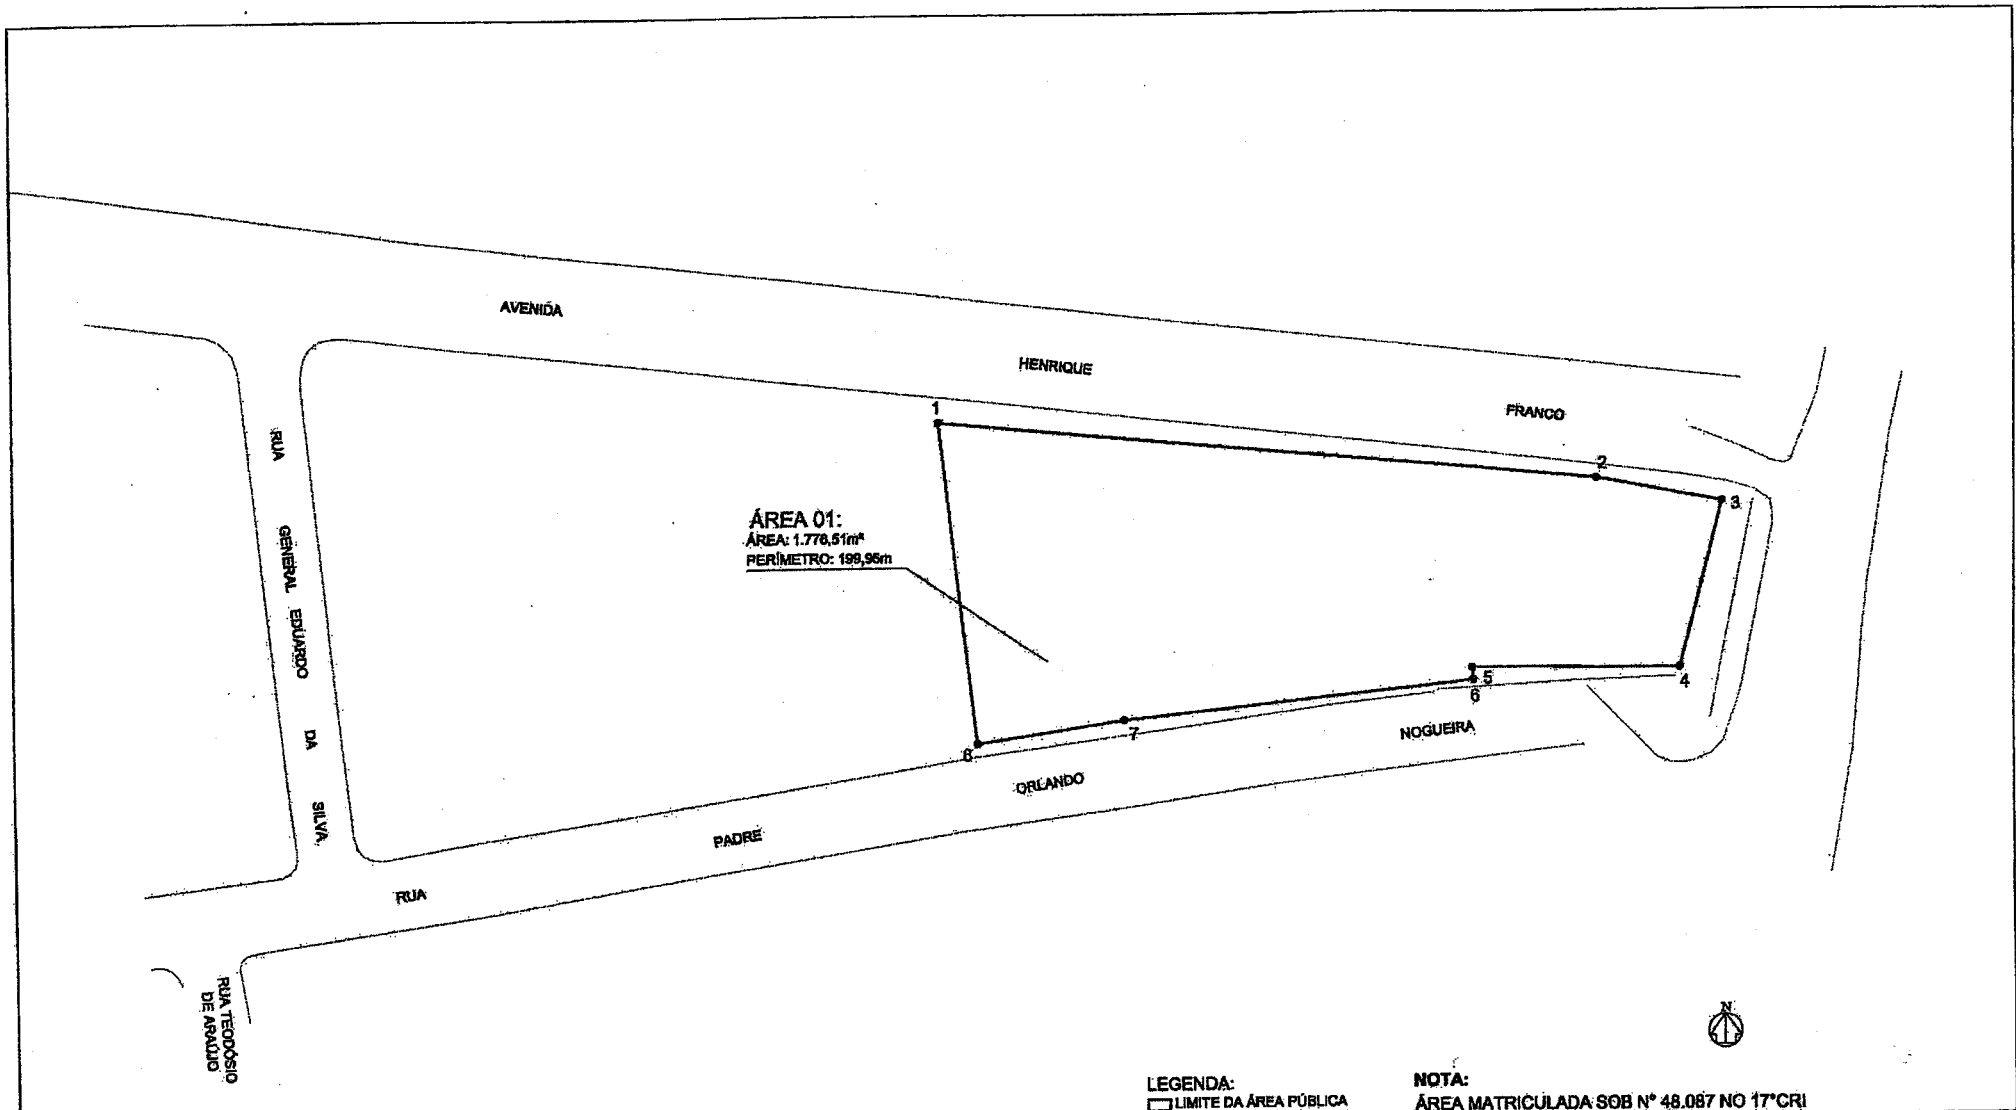 AVENIDA
HENRIQUE
FRANCO
1
2
3
ÁREA 01:
ÁREA: 1.776,51m²
PERÍMETRO: 199,95m
RUA
GENERAL EDUARDO
DA
SILVA
4
5
6
7
8
NOGUEIRA
ORLANDO
PADRE
RUA
RUA TEODÓSIO
DE ARAÚJO
N
LEGENDA:
LIMITE DA ÁREA PÚBLICA
NOTA:
ÁREA MATRICULADA SOB N° 48.087 NO 17°CRI